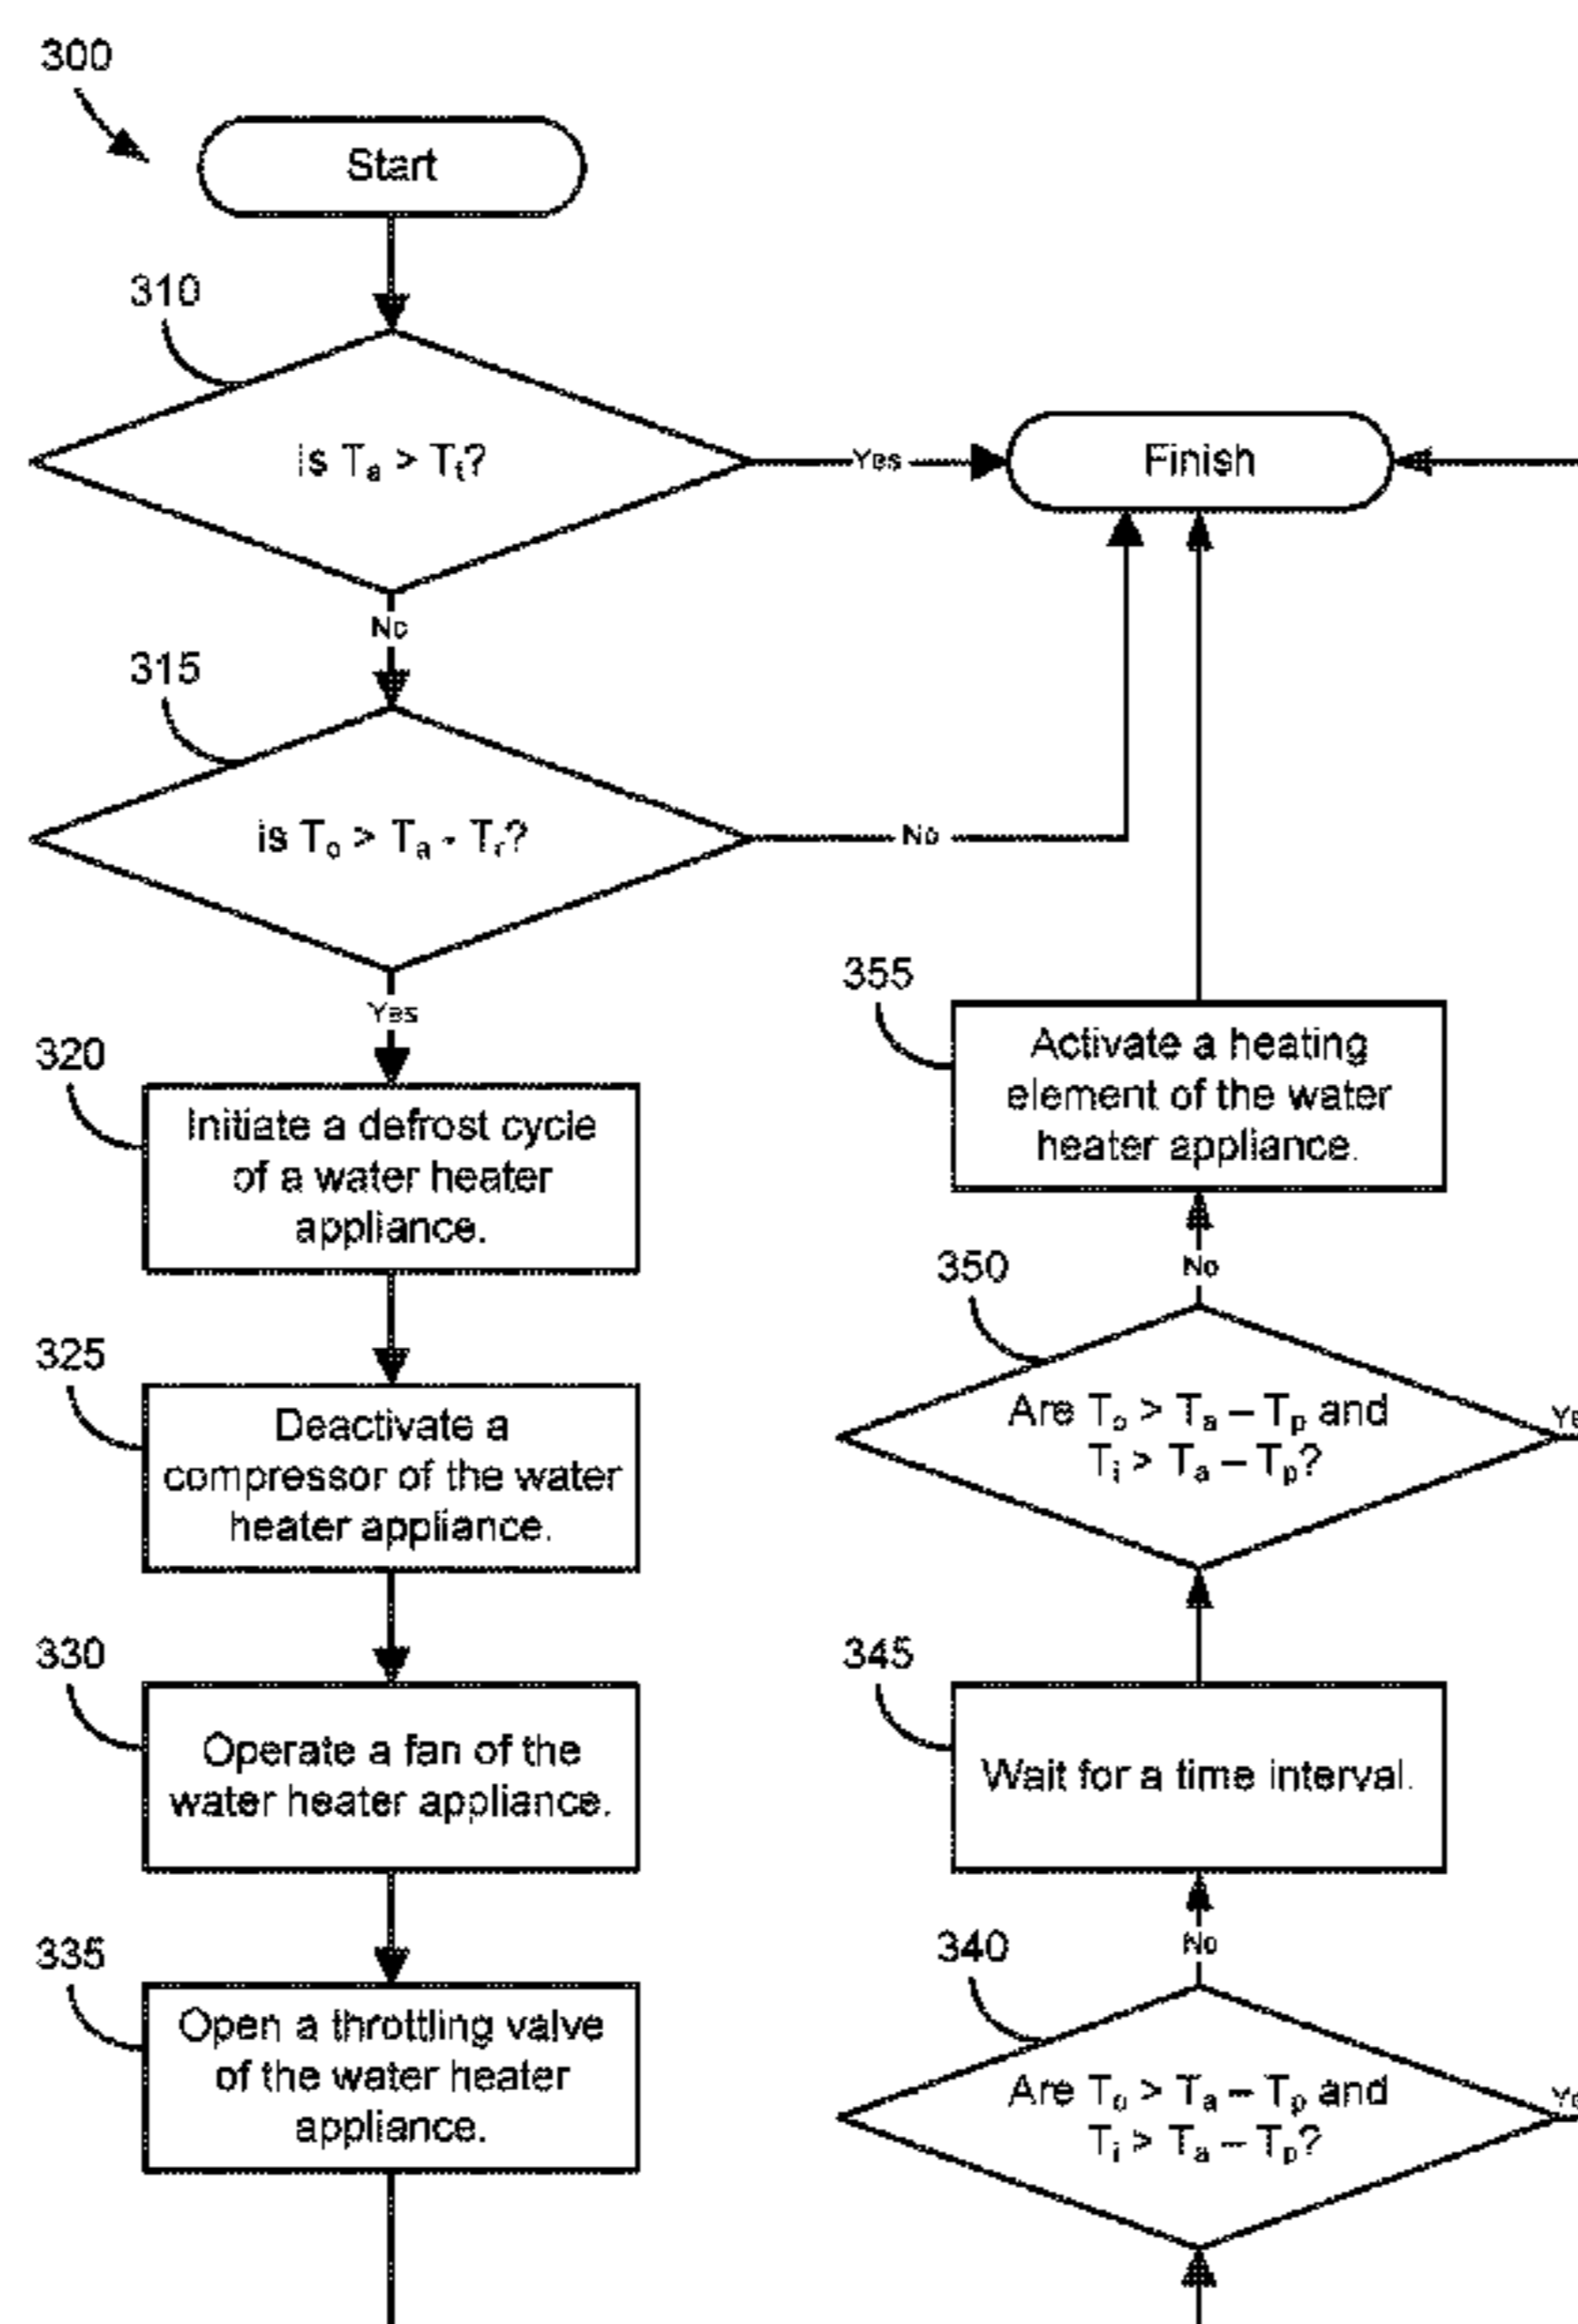 300
Start
310
is Ta > Tt?
Yes
Finish
No
315
is To > Ta - Tr?
No
Yes
320
Initiate a defrost cycle
of a water heater
appliance.
325
Deactivate a
compressor of the water
heater appliance.
330
Operate a fan of the
water heater appliance.
335
Open a throttling valve
of the water heater
appliance.
355
Activate a heating
element of the water
heater appliance.
No
350
Are To > Ta – Tp and
Ti > Ta – Tp?
Ye
345
Wait for a time interval.
No
340
Are To > Ta – Tp and
Ti > Ta – Tp?
Ye